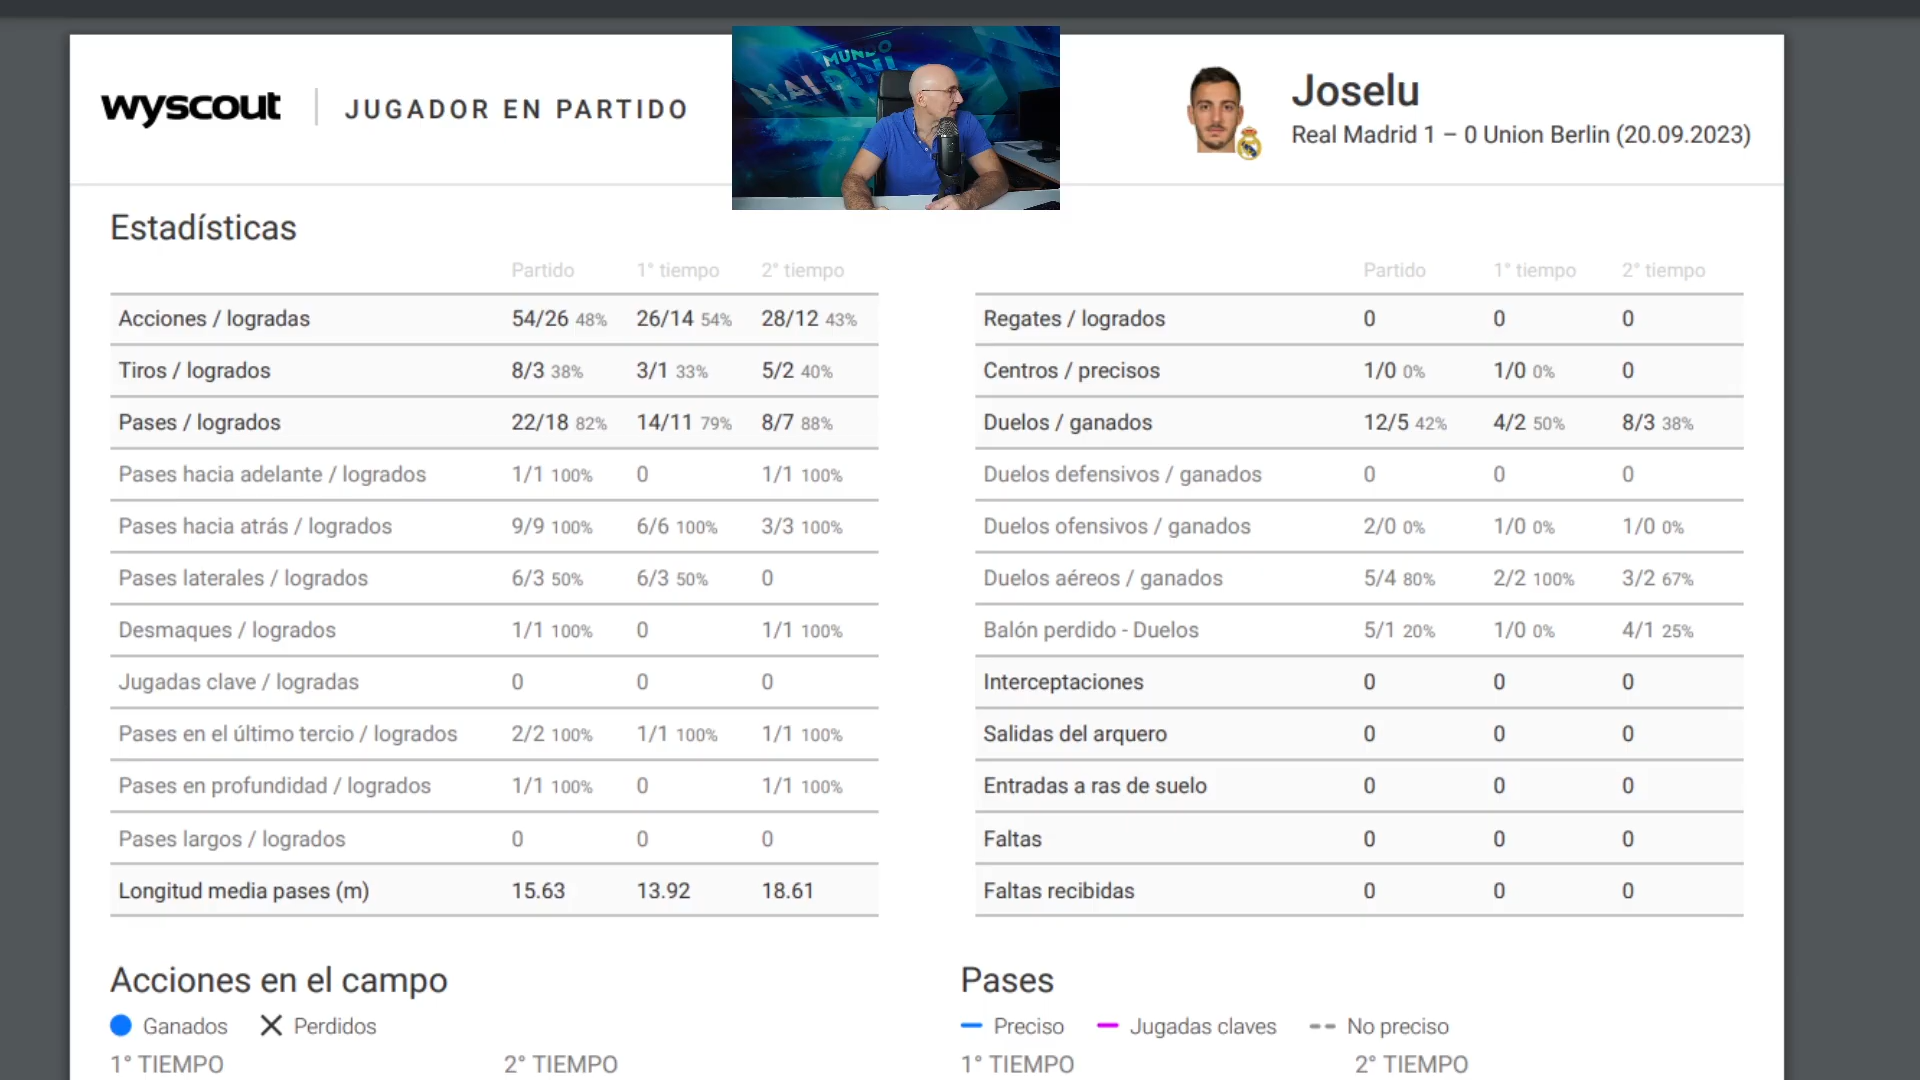 wyscout JUGADOR EN PARTIDO
MUNDO
MALDINI
Joselu
Real Madrid 1 – 0 Union Berlin (20.09.2023)
Estadísticas
Partido 1° tiempo 2° tiempo
Acciones / logradas 54/26 48% 26/14 54% 28/12 43%
Tiros / logrados 8/3 38% 3/1 33% 5/2 40%
Pases / logrados 22/18 82% 14/11 79% 8/7 88%
Pases hacia adelante / logrados 1/1 100% 0 1/1 100%
Pases hacia atrás / logrados 9/9 100% 6/6 100% 3/3 100%
Pases laterales / logrados 6/3 50% 6/3 50% 0
Desmaques / logrados 1/1 100% 0 1/1 100%
Jugadas clave / logradas 0 0 0
Pases en el último tercio / logrados 2/2 100% 1/1 100% 1/1 100%
Pases en profundidad / logrados 1/1 100% 0 1/1 100%
Pases largos / logrados 0 0 0
Longitud media pases (m) 15.63 13.92 18.61
Partido 1° tiempo 2° tiempo
Regates / logrados 0 0 0
Centros / precisos 1/0 0% 1/0 0% 0
Duelos / ganados 12/5 42% 4/2 50% 8/3 38%
Duelos defensivos / ganados 0 0 0
Duelos ofensivos / ganados 2/0 0% 1/0 0% 1/0 0%
Duelos aéreos / ganados 5/4 80% 2/2 100% 3/2 67%
Balón perdido - Duelos 5/1 20% 1/0 0% 4/1 25%
Interceptaciones 0 0 0
Salidas del arquero 0 0 0
Entradas a ras de suelo 0 0 0
Faltas 0 0 0
Faltas recibidas 0 0 0
Acciones en el campo
Ganados Perdidos
1° TIEMPO 2° TIEMPO
Pases
Preciso Jugadas claves No preciso
1° TIEMPO 2° TIEMPO